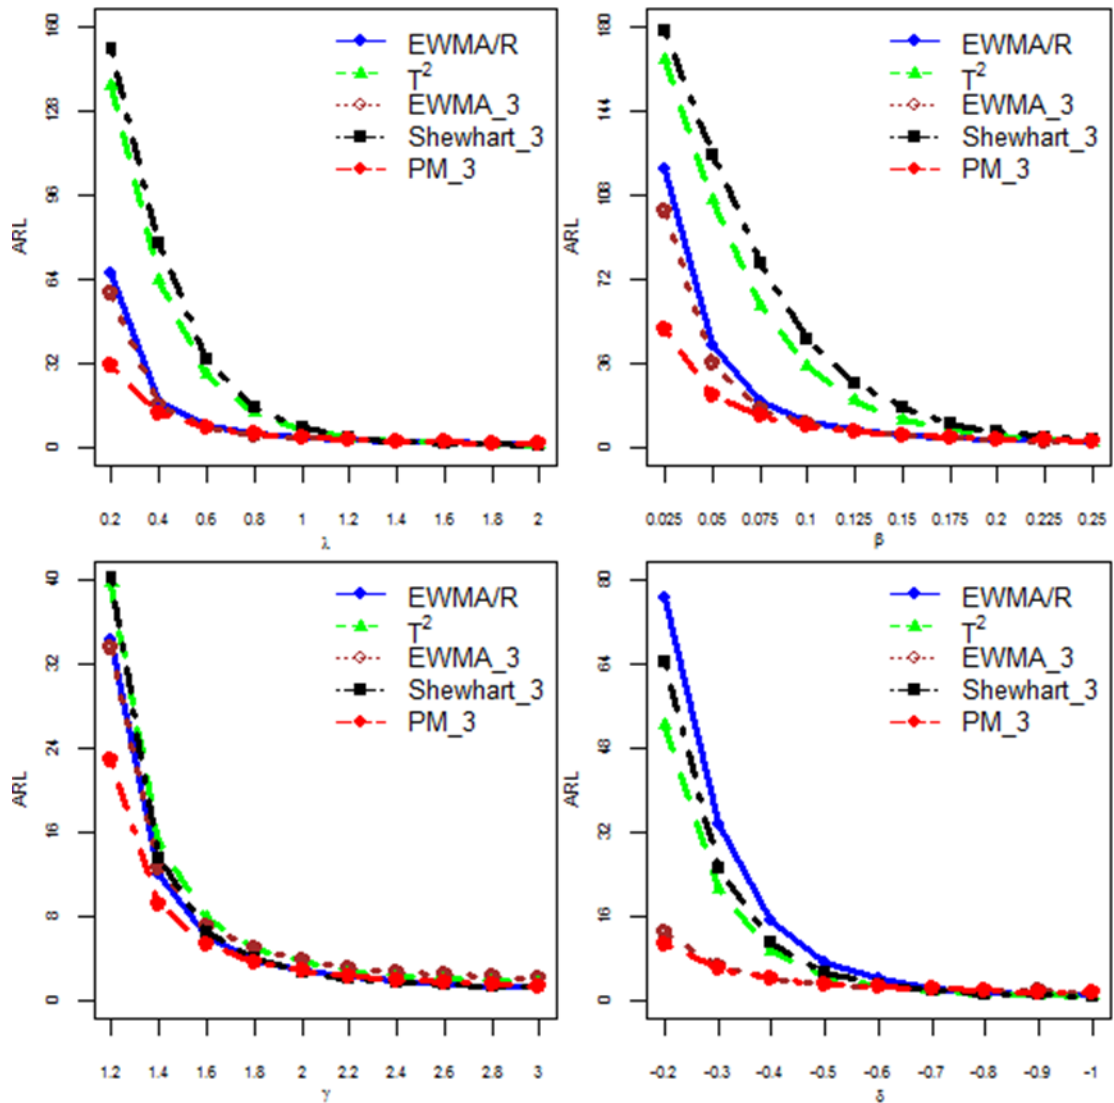 EWMA/R
T²
EWMA_3
Shewhart_3
PM_3
ARL
0 32 64 96 128 160
0.2 0.4 0.6 0.8 1 1.2 1.4 1.6 1.8 2
λ
EWMA/R
T²
EWMA_3
Shewhart_3
PM_3
ARL
0 36 72 108 144 180
0.025 0.05 0.075 0.1 0.125 0.15 0.175 0.2 0.225 0.25
β
EWMA/R
T²
EWMA_3
Shewhart_3
PM_3
ARL
0 8 16 24 32 40
1.2 1.4 1.6 1.8 2 2.2 2.4 2.6 2.8 3
γ
EWMA/R
T²
EWMA_3
Shewhart_3
PM_3
ARL
0 16 32 48 64 80
-0.2 -0.3 -0.4 -0.5 -0.6 -0.7 -0.8 -0.9 -1
δ